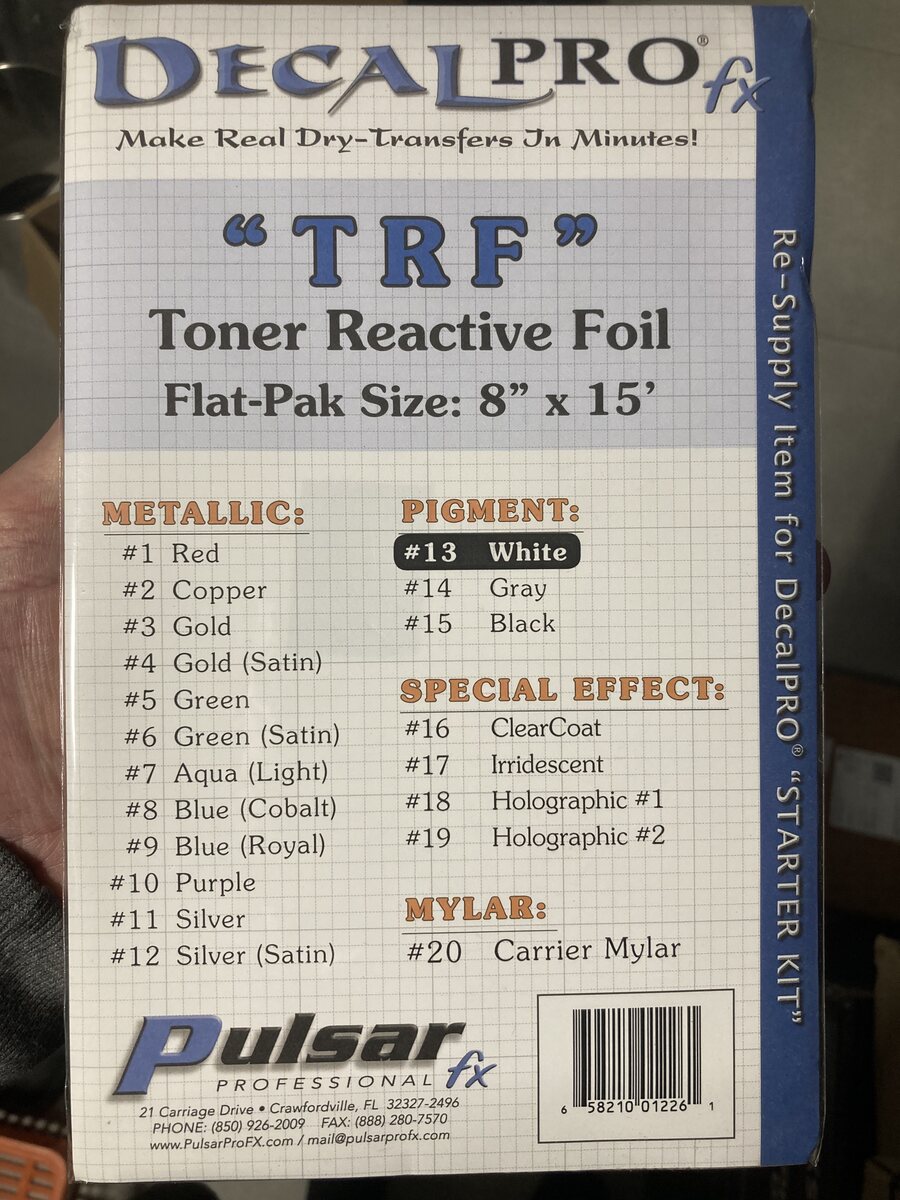 DECALPRO® fx
Make Real Dry-Transfers In Minutes!
"TRF"
Toner Reactive Foil
Flat-Pak Size: 8” x 15’
METALLIC:
#1 Red
#2 Copper
#3 Gold
#4 Gold (Satin)
#5 Green
#6 Green (Satin)
#7 Aqua (Light)
#8 Blue (Cobalt)
#9 Blue (Royal)
#10 Purple
#11 Silver
#12 Silver (Satin)
PIGMENT:
#13 White
#14 Gray
#15 Black
SPECIAL EFFECT:
#16 ClearCoat
#17 Irridescent
#18 Holographic #1
#19 Holographic #2
MYLAR:
#20 Carrier Mylar
Pulsar
PROFESSIONAL fx
21 Carriage Drive • Crawfordville, FL 32327-2496
PHONE: (850) 926-2009 FAX: (888) 280-7570
www.PulsarProFX.com / mail@pulsarprofx.com
6 58210 01226 1
Re-Supply Item for DecalPRO® "STARTER KIT"